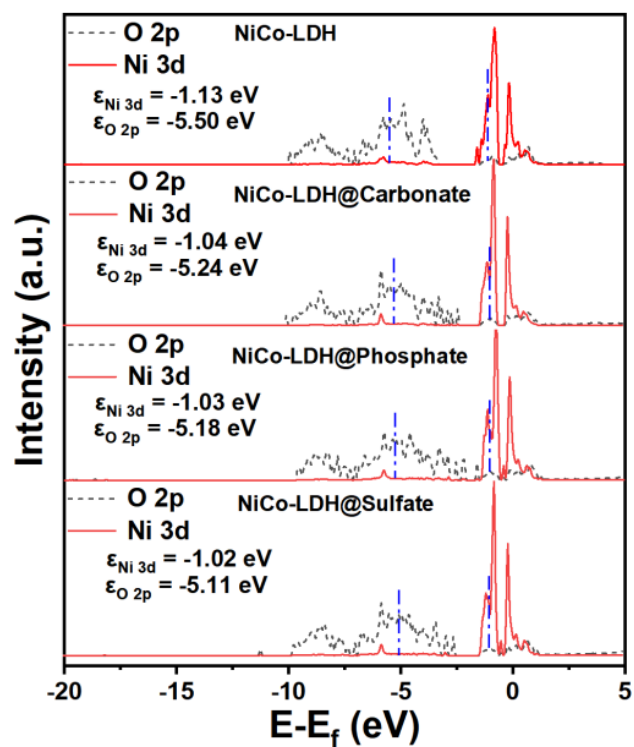 O 2p
NiCo-LDH
Ni 3d
εNi 3d = -1.13 eV
εO 2p = -5.50 eV
O 2p
NiCo-LDH@Carbonate
Ni 3d
εNi 3d = -1.04 eV
εO 2p = -5.24 eV
O 2p
NiCo-LDH@Phosphate
Ni 3d
εNi 3d = -1.03 eV
εO 2p = -5.18 eV
O 2p
NiCo-LDH@Sulfate
Ni 3d
εNi 3d = -1.02 eV
εO 2p = -5.11 eV
Intensity (a.u.)
-20 -15 -10 -5 0 5
E-Ef (eV)